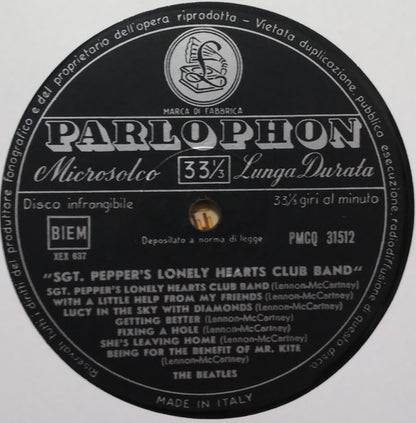 Riservati tutti i diritti del produttore fonografico e del proprietario dell'opera riprodotta - Vietata duplicazione, pubblica esecuzione, radiodiffusione di questo disco.
MARCA DI FABBRICA
PARLOPHON
Microsolco 33⅓ Lunga Durata
Disco infrangibile 33⅓ giri al minuto
BIEM
XEX 637
Depositato a norma di legge
PMCQ 31512
"SGT. PEPPER'S LONELY HEARTS CLUB BAND"
SGT. PEPPER'S LONELY HEARTS CLUB BAND (Lennon-McCartney)
WITH A LITTLE HELP FROM MY FRIENDS (Lennon-McCartney)
LUCY IN THE SKY WITH DIAMONDS (Lennon-McCartney)
GETTING BETTER (Lennon-McCartney)
FIXING A HOLE (Lennon-McCartney)
SHE'S LEAVING HOME (Lennon-McCartney)
BEING FOR THE BENEFIT OF MR. KITE
(Lennon-McCartney)
THE BEATLES
MADE IN ITALY